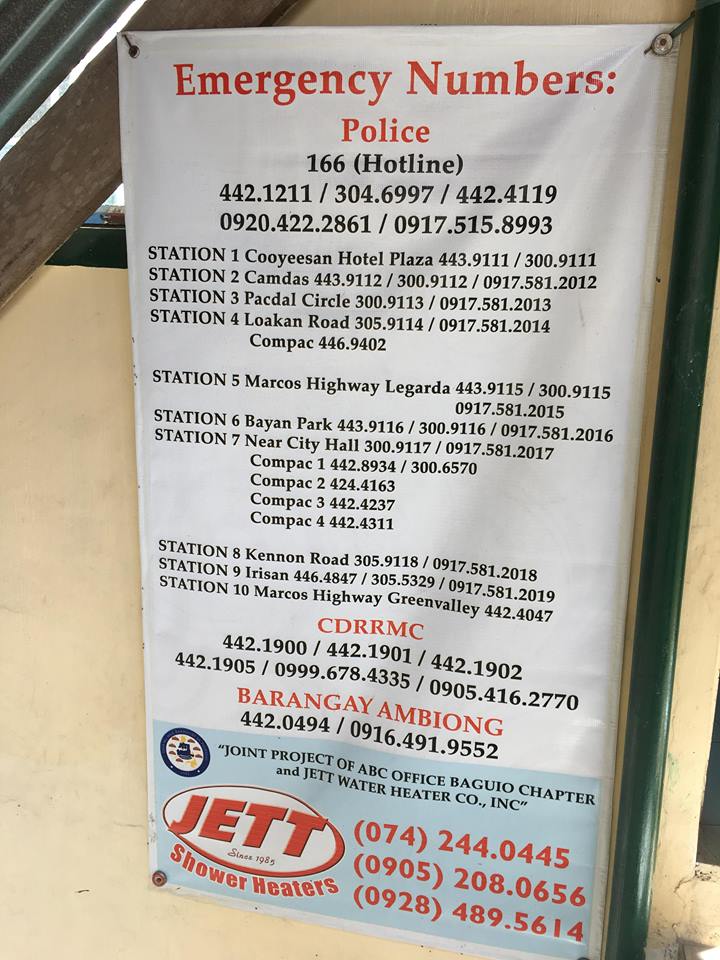 Emergency Numbers:
Police
166 (Hotline)
442.1211 / 304.6997 / 442.4119
0920.422.2861 / 0917.515.8993
STATION 1 Cooyeesan Hotel Plaza 443.9111 / 300.9111
STATION 2 Camdas 443.9112 / 300.9112 / 0917.581.2012
STATION 3 Pacdal Circle 300.9113 / 0917.581.2013
STATION 4 Loakan Road 305.9114 / 0917.581.2014
Compac 446.9402
STATION 5 Marcos Highway Legarda 443.9115 / 300.9115
0917.581.2015
STATION 6 Bayan Park 443.9116 / 300.9116 / 0917.581.2016
STATION 7 Near City Hall 300.9117 / 0917.581.2017
Compac 1 442.8934 / 300.6570
Compac 2 424.4163
Compac 3 442.4237
Compac 4 442.4311
STATION 8 Kennon Road 305.9118 / 0917.581.2018
STATION 9 Irisan 446.4847 / 305.5329 / 0917.581.2019
STATION 10 Marcos Highway Greenvalley 442.4047
CDRRMC
442.1900 / 442.1901 / 442.1902
442.1905 / 0999.678.4335 / 0905.416.2770
BARANGAY AMBIONG
442.0494 / 0916.491.9552
"JOINT PROJECT OF ABC OFFICE BAGUIO CHAPTER
and JETT WATER HEATER CO., INC"
JETT
Since 1985
Shower Heaters
(074) 244.0445
(0905) 208.0656
(0928) 489.5614